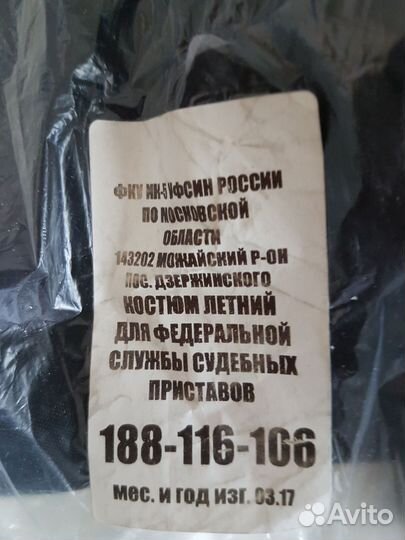 ФКУ ИК-5 УФСИН РОССИИ
ПО МОСКОВСКОЙ
ОБЛАСТИ
143202 МОЖАЙСКИЙ Р-ОН
ПОС. ДЗЕРЖИНСКОГО
КОСТЮМ ЛЕТНИЙ
ДЛЯ ФЕДЕРАЛЬНОЙ
СЛУЖБЫ СУДЕБНЫХ
ПРИСТАВОВ
188-116-106
мес. и год изг. 03.17
Avito